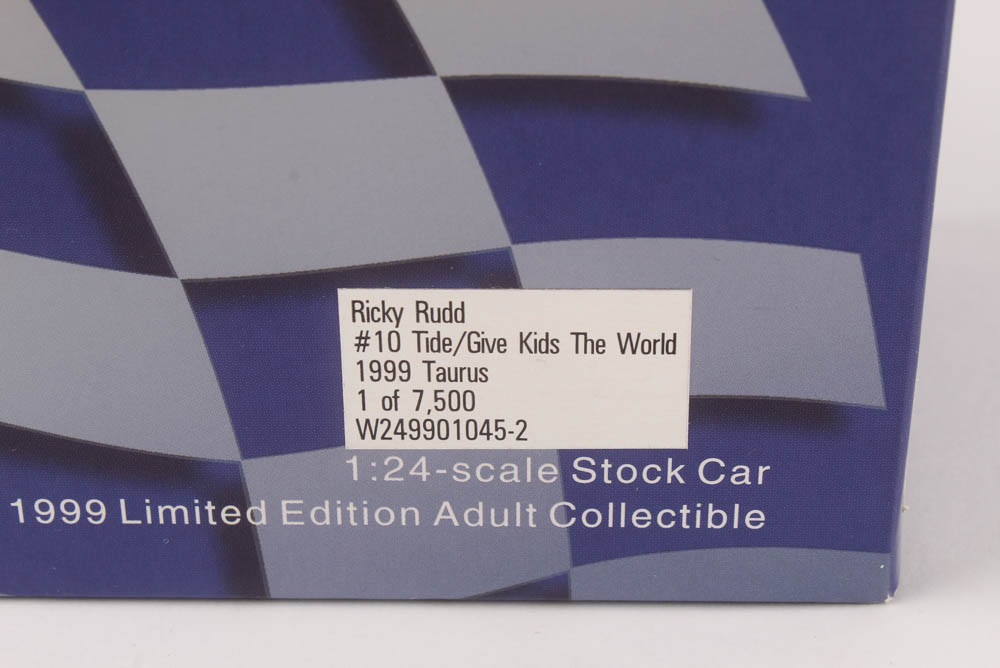 Ricky Rudd
#10 Tide/Give Kids The World
1999 Taurus
1 of 7,500
W249901045-2
1:24-scale Stock Car
1999 Limited Edition Adult Collectible